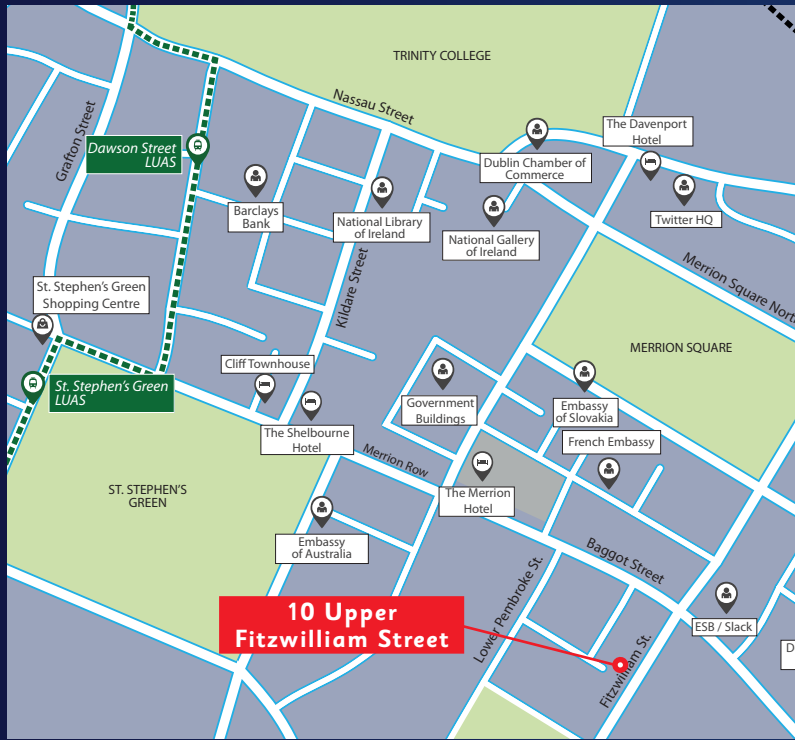 TRINITY COLLEGE
Nassau Street
Grafton Street
Dawson Street
LUAS
The Davenport
Hotel
Dublin Chamber of
Commerce
Barclays
Bank
National Library
of Ireland
National Gallery
of Ireland
Twitter HQ
Merrion Square North
St. Stephen's Green
Shopping Centre
Kildare Street
MERRION SQUARE
Cliff Townhouse
St. Stephen's Green
LUAS
Government
Buildings
Embassy
of Slovakia
The Shelbourne
Hotel
French Embassy
Merrion Row
ST. STEPHEN'S
GREEN
The Merrion
Hotel
Embassy
of Australia
Baggot Street
10 Upper
Fitzwilliam Street
Lower Pembroke St.
ESB / Slack
Fitzwilliam St.
D